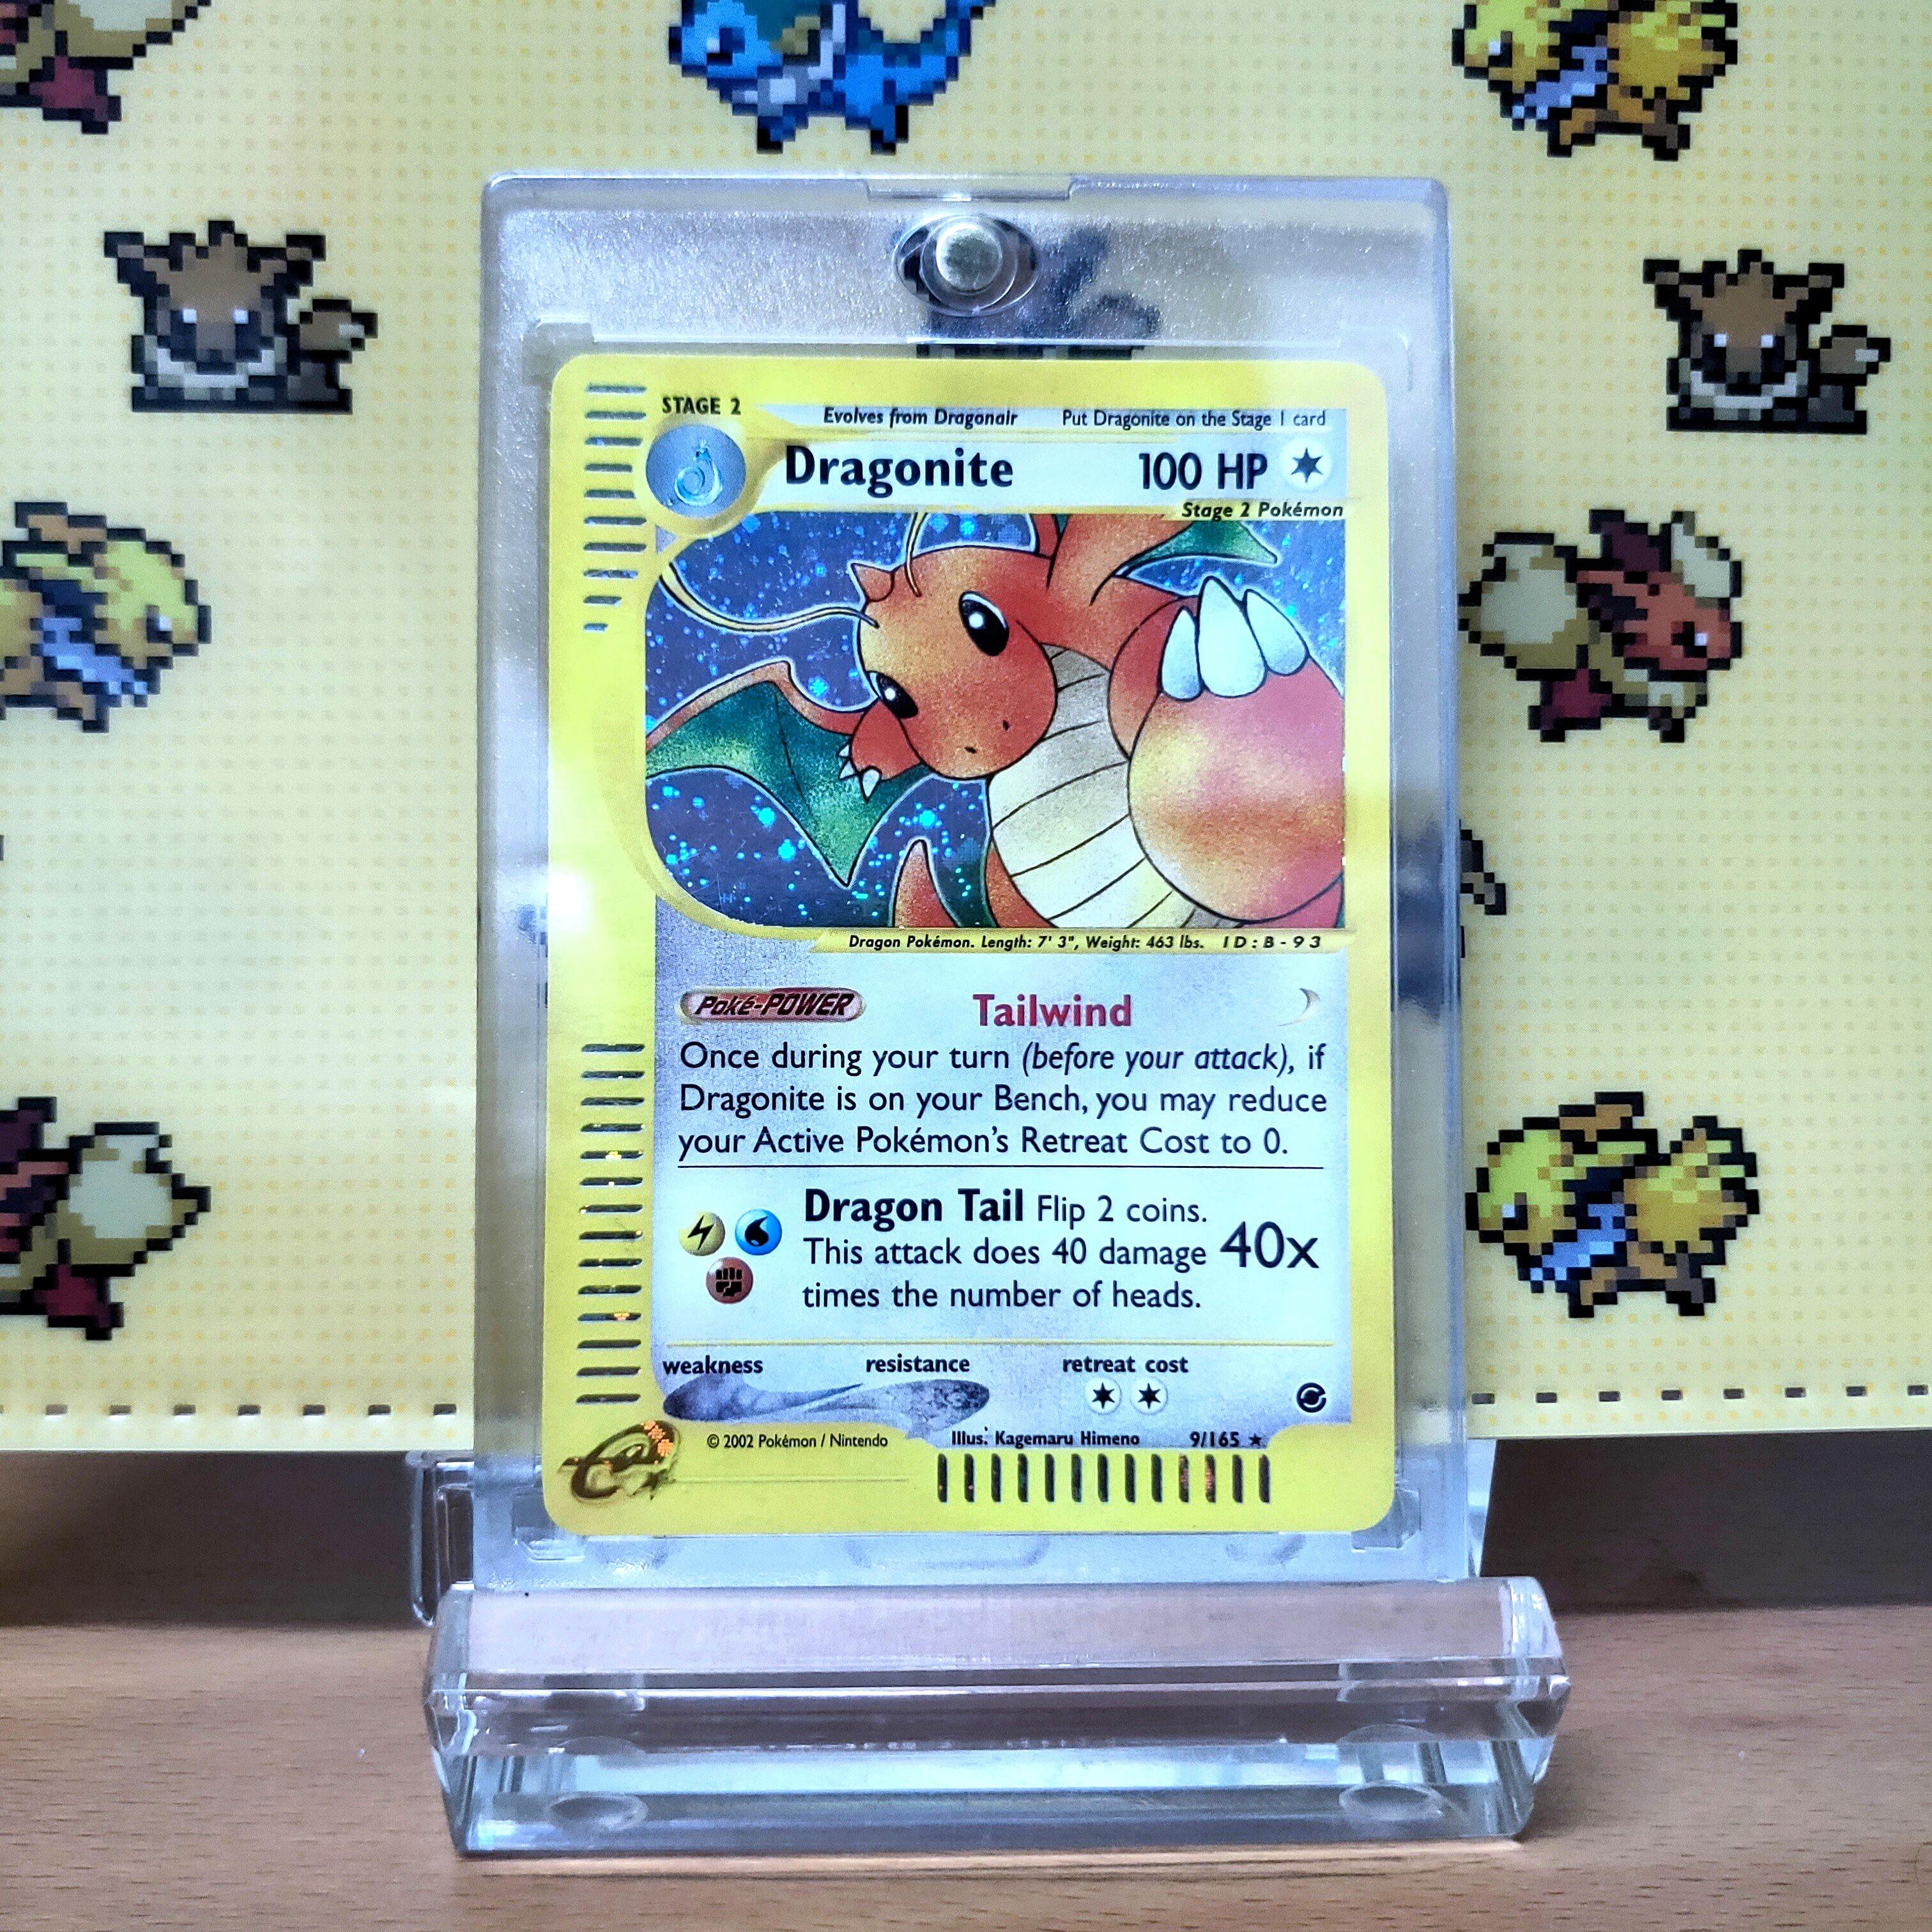 STAGE 2
Evolves from Dragonair Put Dragonite on the Stage 1 card
Dragonite 100 HP
Stage 2 Pokémon
Dragon Pokémon. Length: 7' 3", Weight: 463 lbs. ID:B-93
Poké-POWER Tailwind
Once during your turn (before your attack), if
Dragonite is on your Bench, you may reduce
your Active Pokémon's Retreat Cost to 0.
Dragon Tail Flip 2 coins.
This attack does 40 damage 40x
times the number of heads.
weakness resistance retreat cost
e
© 2002 Pokémon / Nintendo Illus. Kagemaru Himeno 9/165 ★